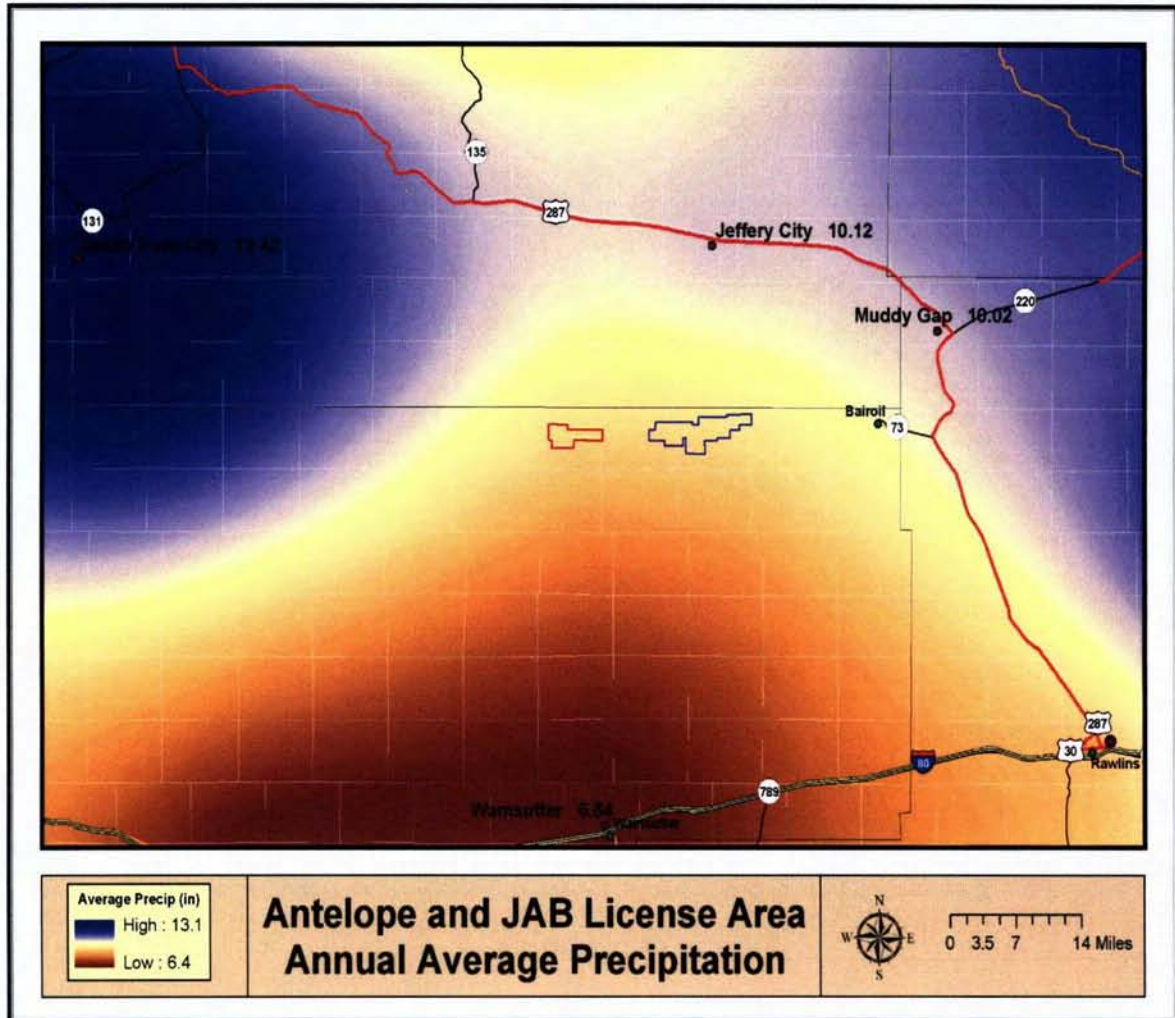 135
131
287
Jeffery City 10.12
220
Muddy Gap 10.02
Bairoil
73
287
30
80
Rawlins
789
Wamsutter
Wamsutter
Average Precip (in)
High : 13.1
Low : 6.4
Antelope and JAB License Area
Annual Average Precipitation
N
W E
S
0 3.5 7 14 Miles